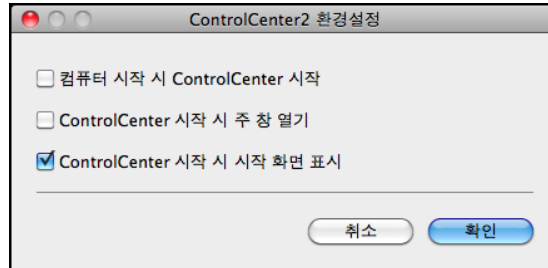 ControlCenter2 환경설정
컴퓨터 시작 시 ControlCenter 시작
ControlCenter 시작 시 주 창 열기
ControlCenter 시작 시 시작 화면 표시
취소
확인